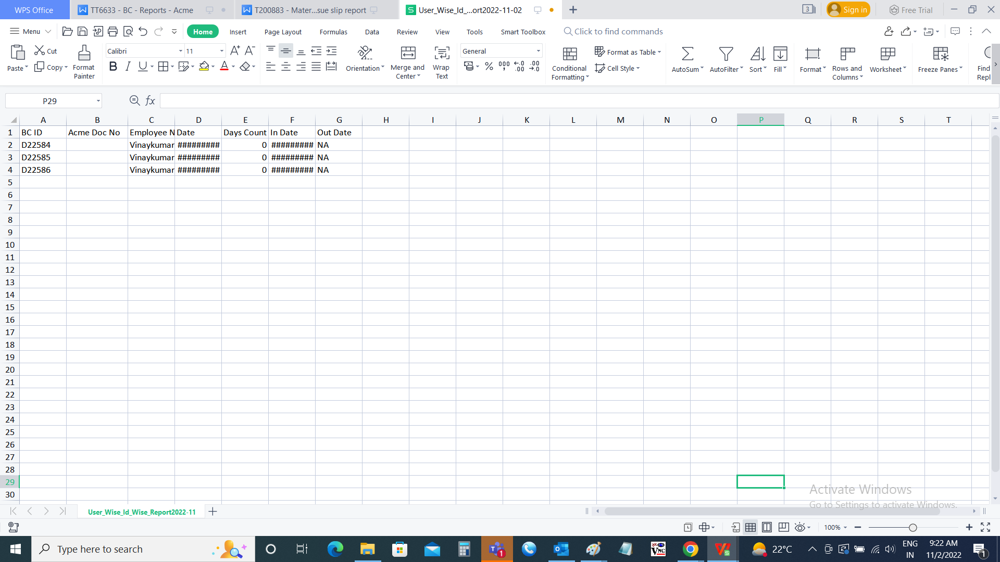 WPS Office TT6633 - BC - Reports - Acme T200883 - Mater...sue slip report User_Wise_Id_...ort2022-11-02 3 Sign in Free Trial
Menu Home Insert Page Layout Formulas Data Review View Tools Smart Toolbox Click to find commands
Cut Calibri 11 General Format as Table
Paste Copy Format Painter Orientation Merge and Center Wrap Text Conditional Formatting Cell Style AutoSum AutoFilter Sort Fill Format Rows and Columns Worksheet Freeze Panes Find Repl
P29 fx
A B C D E F G H I J K L M N O P Q R S T
1 BC ID Acme Doc No Employee N Date Days Count In Date Out Date
2 D22584 Vinaykumar ######### 0 ######### NA
3 D22585 Vinaykumar ######### 0 ######### NA
4 D22586 Vinaykumar ######### 0 ######### NA
5
6
7
8
9
10
11
12
13
14
15
16
17
18
19
20
21
22
23
24
25
26
27
28
29
30
Activate Windows
Go to Settings to activate Windows.
User_Wise_Id_Wise_Report2022-11
100%
Type here to search 22°C ENG IN 9:22 AM 11/2/2022 1